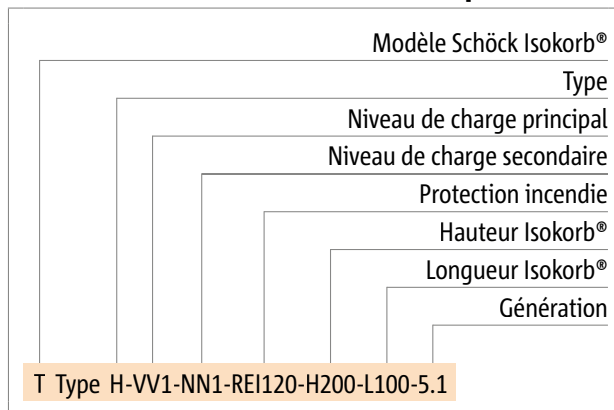 Modèle Schöck Isokorb®
Type
Niveau de charge principal
Niveau de charge secondaire
Protection incendie
Hauteur Isokorb®
Longueur Isokorb®
Génération
T Type H-VV1-NN1-REI120-H200-L100-5.1